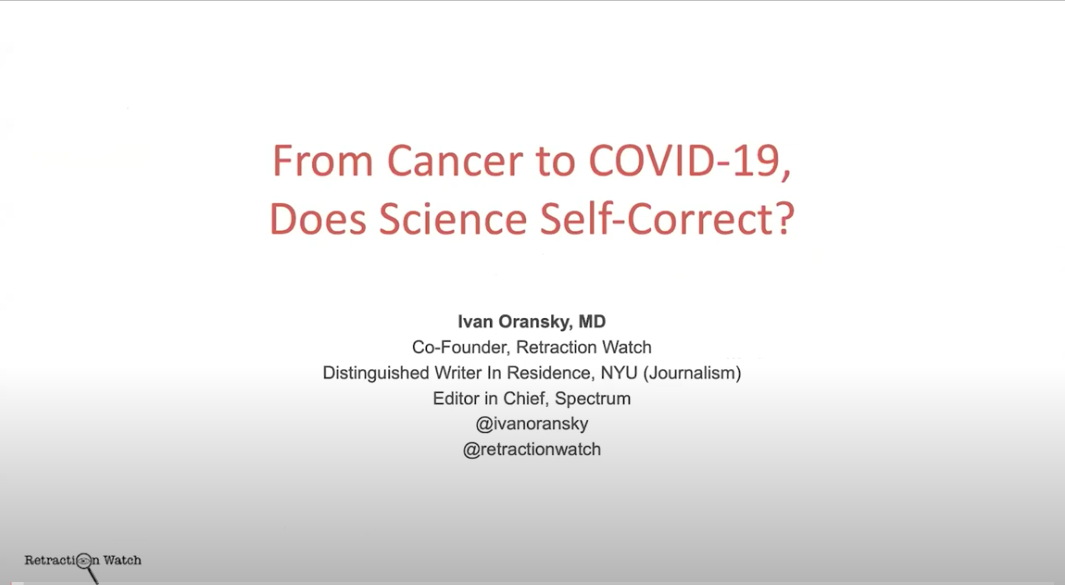 From Cancer to COVID-19,
Does Science Self-Correct?
Ivan Oransky, MD
Co-Founder, Retraction Watch
Distinguished Writer In Residence, NYU (Journalism)
Editor in Chief, Spectrum
@ivanoransky
@retractionwatch
Retraction Watch